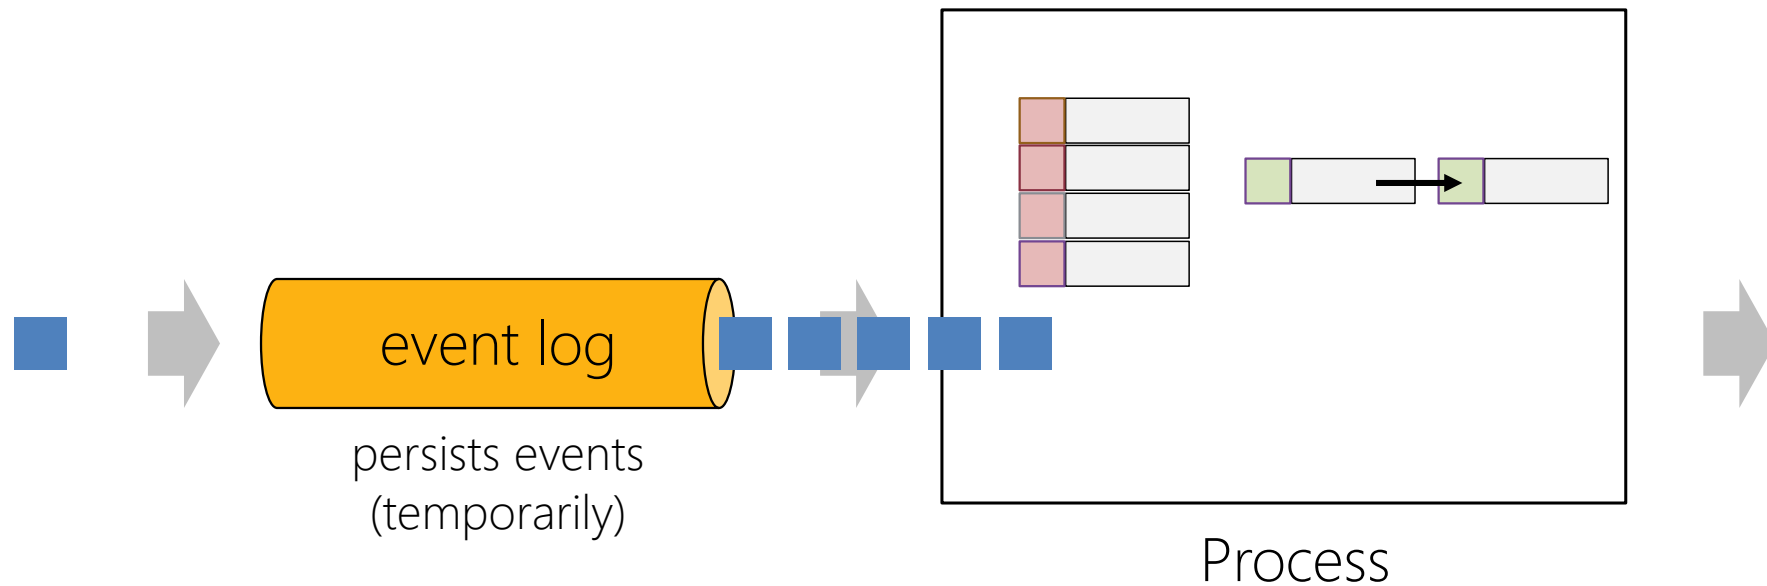 event log
persists events
(temporarily)
Process